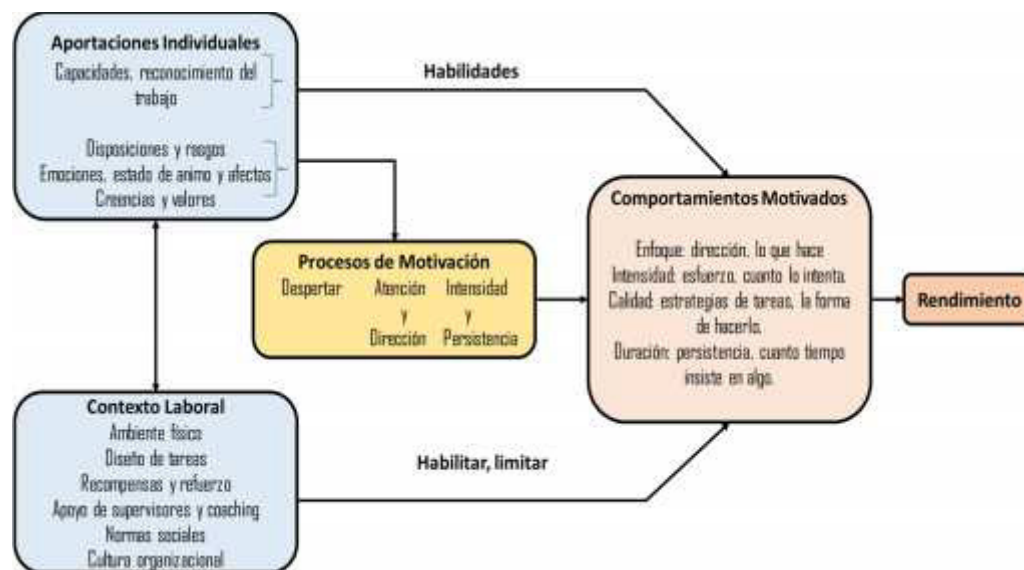 Aportaciones Individuales
Capacidades, reconocimiento del
trabajo
Disposiciones y rasgos
Emociones, estado de animo y afectos
Creencias y valores
Habilidades
Procesos de Motivación
Despertar Atención Intensidad
y y
Dirección Persistencia
Comportamientos Motivados
Enfoque: dirección, lo que hace
Intensidad: esfuerzo, cuanto lo intenta.
Calidad: estrategias de tareas, la forma
de hacerlo.
Duración: persistencia, cuanto tiempo
insiste en algo.
Rendimiento
Contexto Laboral
Ambiente física
Diseño de tareas
Recompensas y refuerzo
Apoyo de supervisores y coaching
Normas sociales
Cultura organizacional
Habilitar, limitar